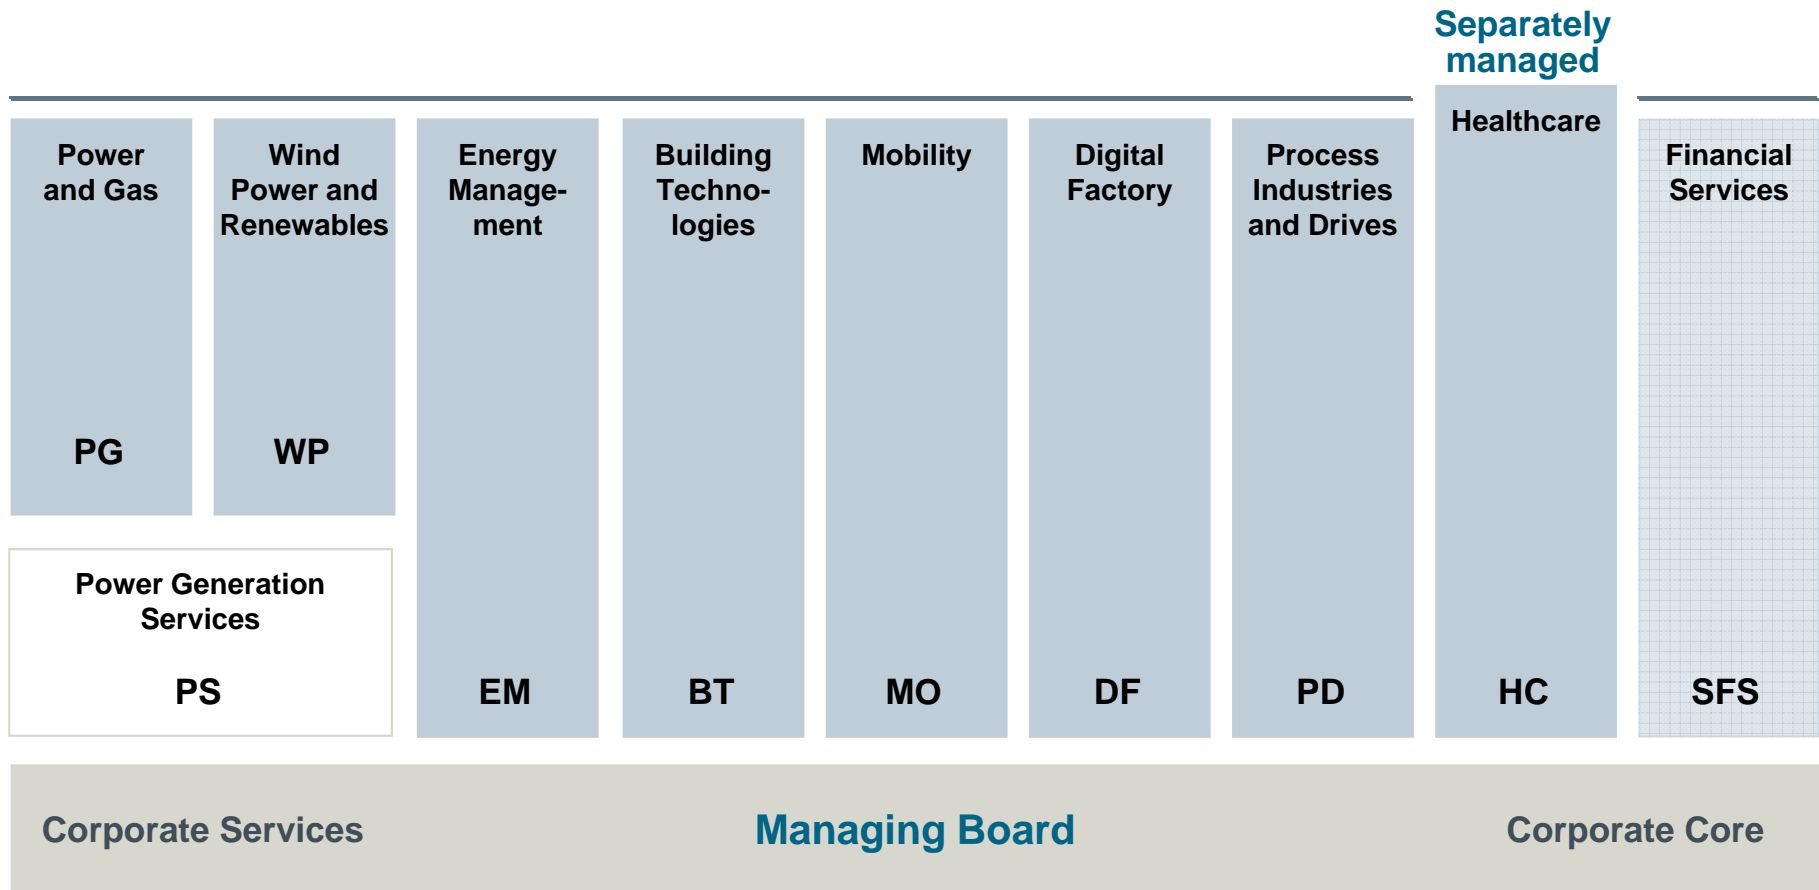 Separately
managed
Power
and Gas
PG
Wind
Power and
Renewables
WP
Power Generation
Services
PS
Energy
Manage-
ment
EM
Building
Techno-
logies
BT
Mobility
MO
Digital
Factory
DF
Process
Industries
and Drives
PD
Healthcare
HC
Financial
Services
SFS
Corporate Services
Managing Board
Corporate Core